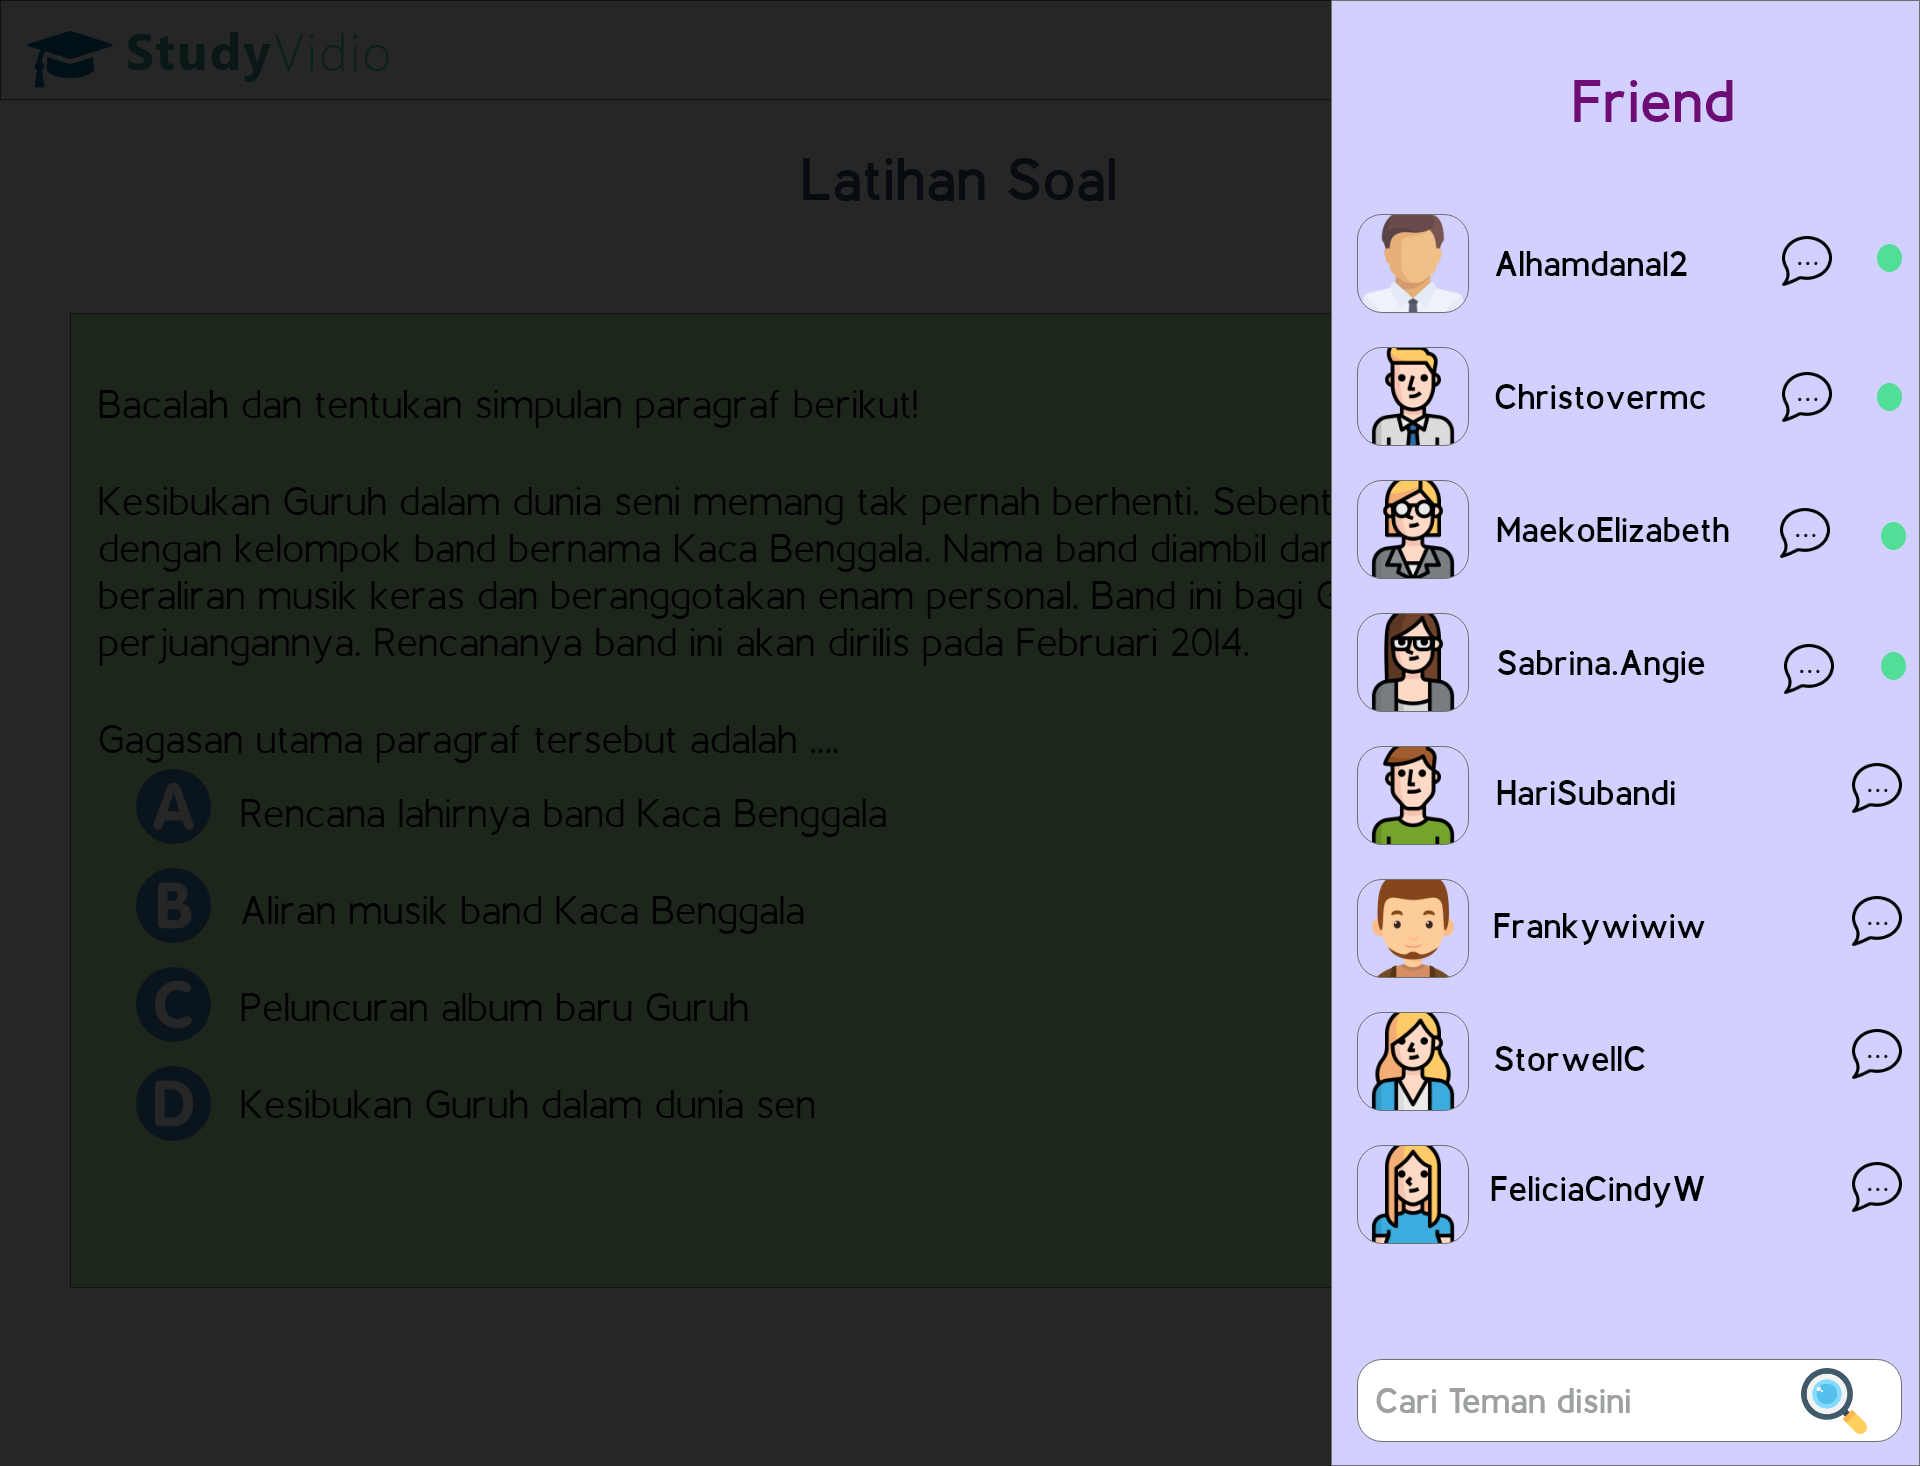 StudyVidio
Latihan Soal
Bacalah dan tentukan simpulan paragraf berikut!
Kesibukan Guruh dalam dunia seni memang tak pernah berhenti. Sebent
dengan kelompok band bernama Kaca Benggala. Nama band diambil dar
beraliran musik keras dan beranggotakan enam personal. Band ini bagi G
perjuangannya. Rencananya band ini akan dirilis pada Februari 2014.
Gagasan utama paragraf tersebut adalah ....
A Rencana lahirnya band Kaca Benggala
B Aliran musik band Kaca Benggala
C Peluncuran album baru Guruh
D Kesibukan Guruh dalam dunia sen
Friend
Alhamdana12
Christovermc
MaekoElizabeth
Sabrina.Angie
HariSubandi
Frankywiwiw
StorwellC
FeliciaCindyW
Cari Teman disini